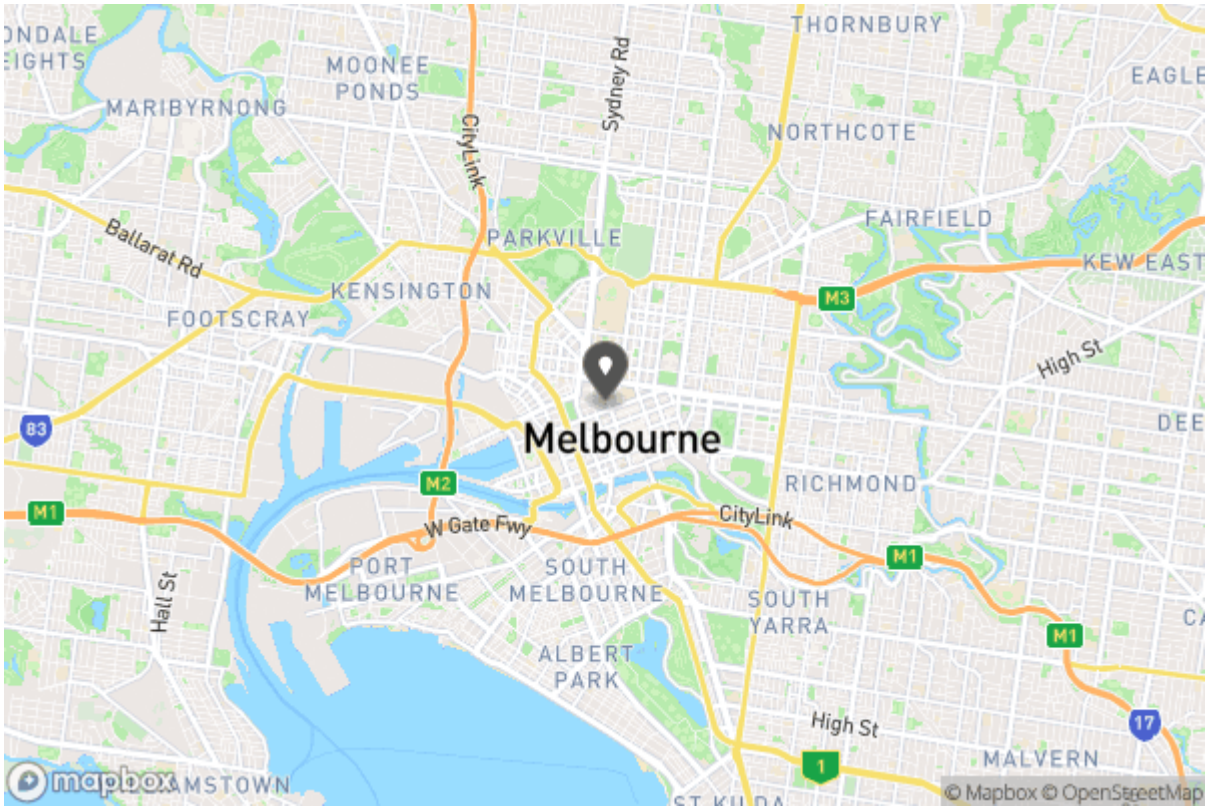 THORNBURY
ONDALE
EIGHTS
MOONEE
PONDS
Sydney Rd
EAGLE
MARIBYRNONG
CityLink
NORTHCOTE
FAIRFIELD
Ballarat Rd
PARKVILLE
KEW EAST
KENSINGTON
M3
FOOTSCRAY
High St
83
DEE
Melbourne
M2
RICHMOND
M1
W Gate Fwy
CityLink
M1
PORT
MELBOURNE
SOUTH
MELBOURNE
Hall St
SOUTH
YARRA
CA
M1
ALBERT
PARK
High St
17
MALVERN
1
mapbox
AMSTOWN
ST KILDA
© Mapbox © OpenStreetMap